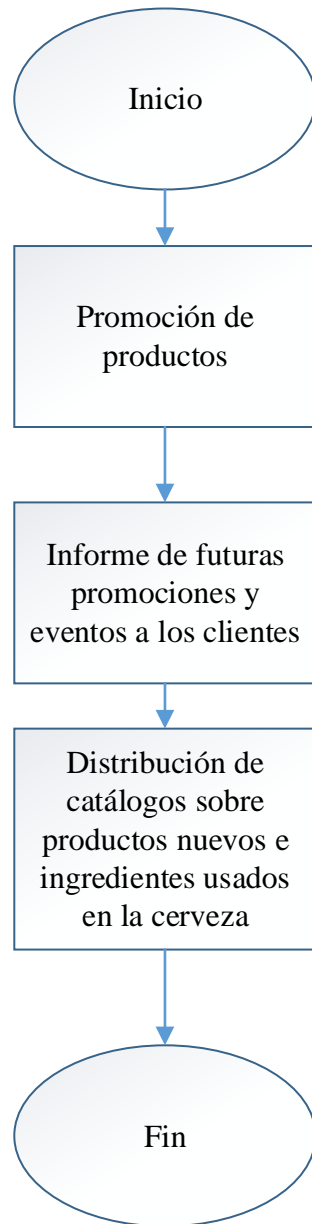 Inicio
Promoción de
productos
Informe de futuras
promociones y
eventos a los clientes
Distribución de
catálogos sobre
productos nuevos e
ingredientes usados
en la cerveza
Fin